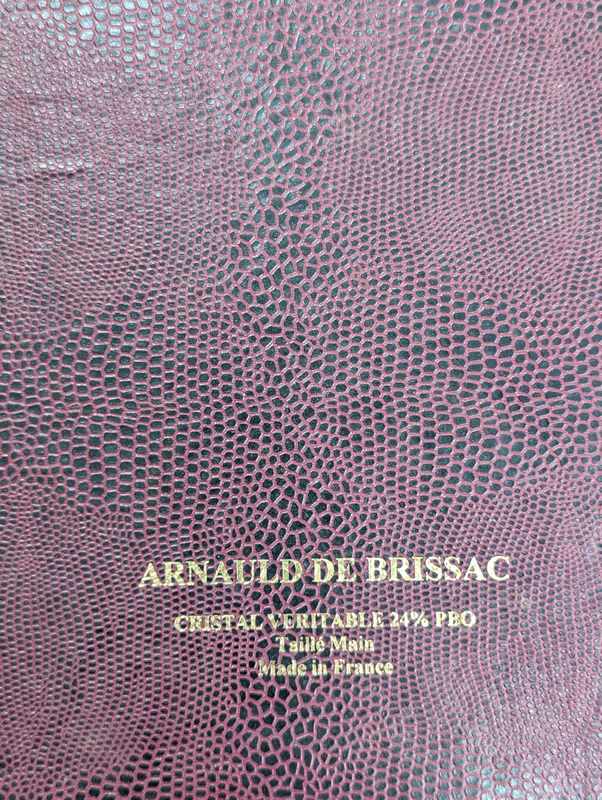 ARNAULD DE BRISSAC
CRISTAL VERITABLE 24% PBO
Taillé Main
Made in France